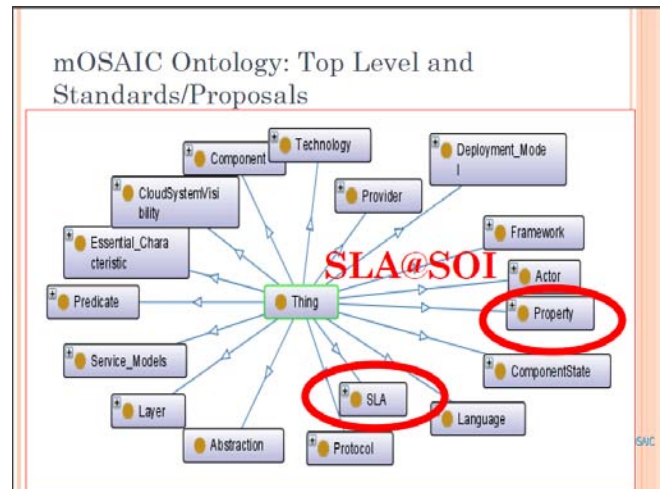 mOSAIC Ontology: Top Level and
Standards/Proposals
Technology
Component
Deployment_Mode
l
Provider
CloudSystemVisi
bility
Framework
Essential_Chara
cteristic
SLA@SOI
Actor
Predicate
Thing
Property
Service_Models
ComponentState
SLA
Layer
Language
Abstraction
Protocol
SAIC